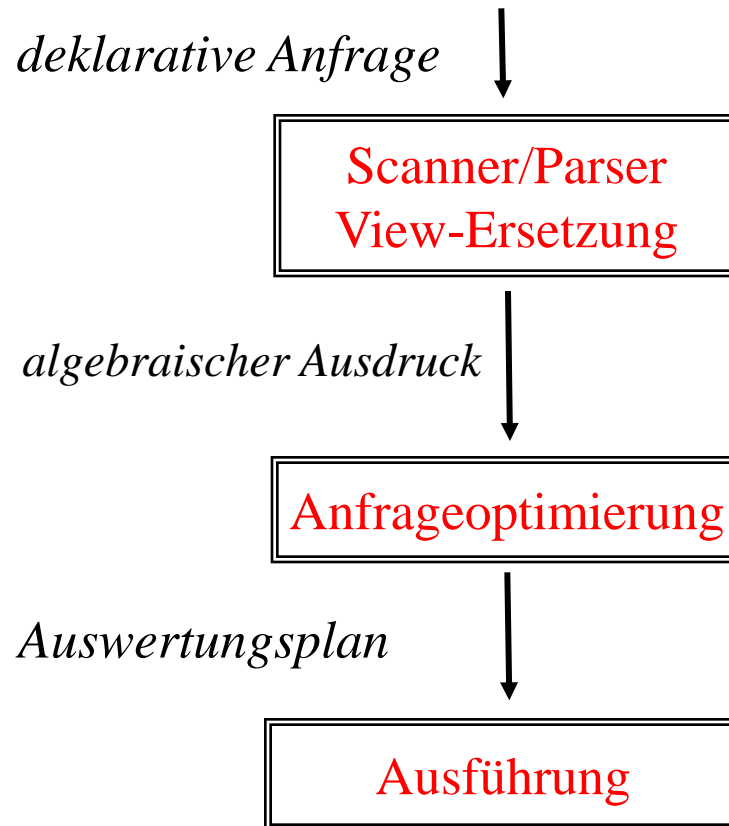 deklarative Anfrage
Scanner/Parser
View-Ersetzung
algebraischer Ausdruck
Anfrageoptimierung
Auswertungsplan
Ausführung